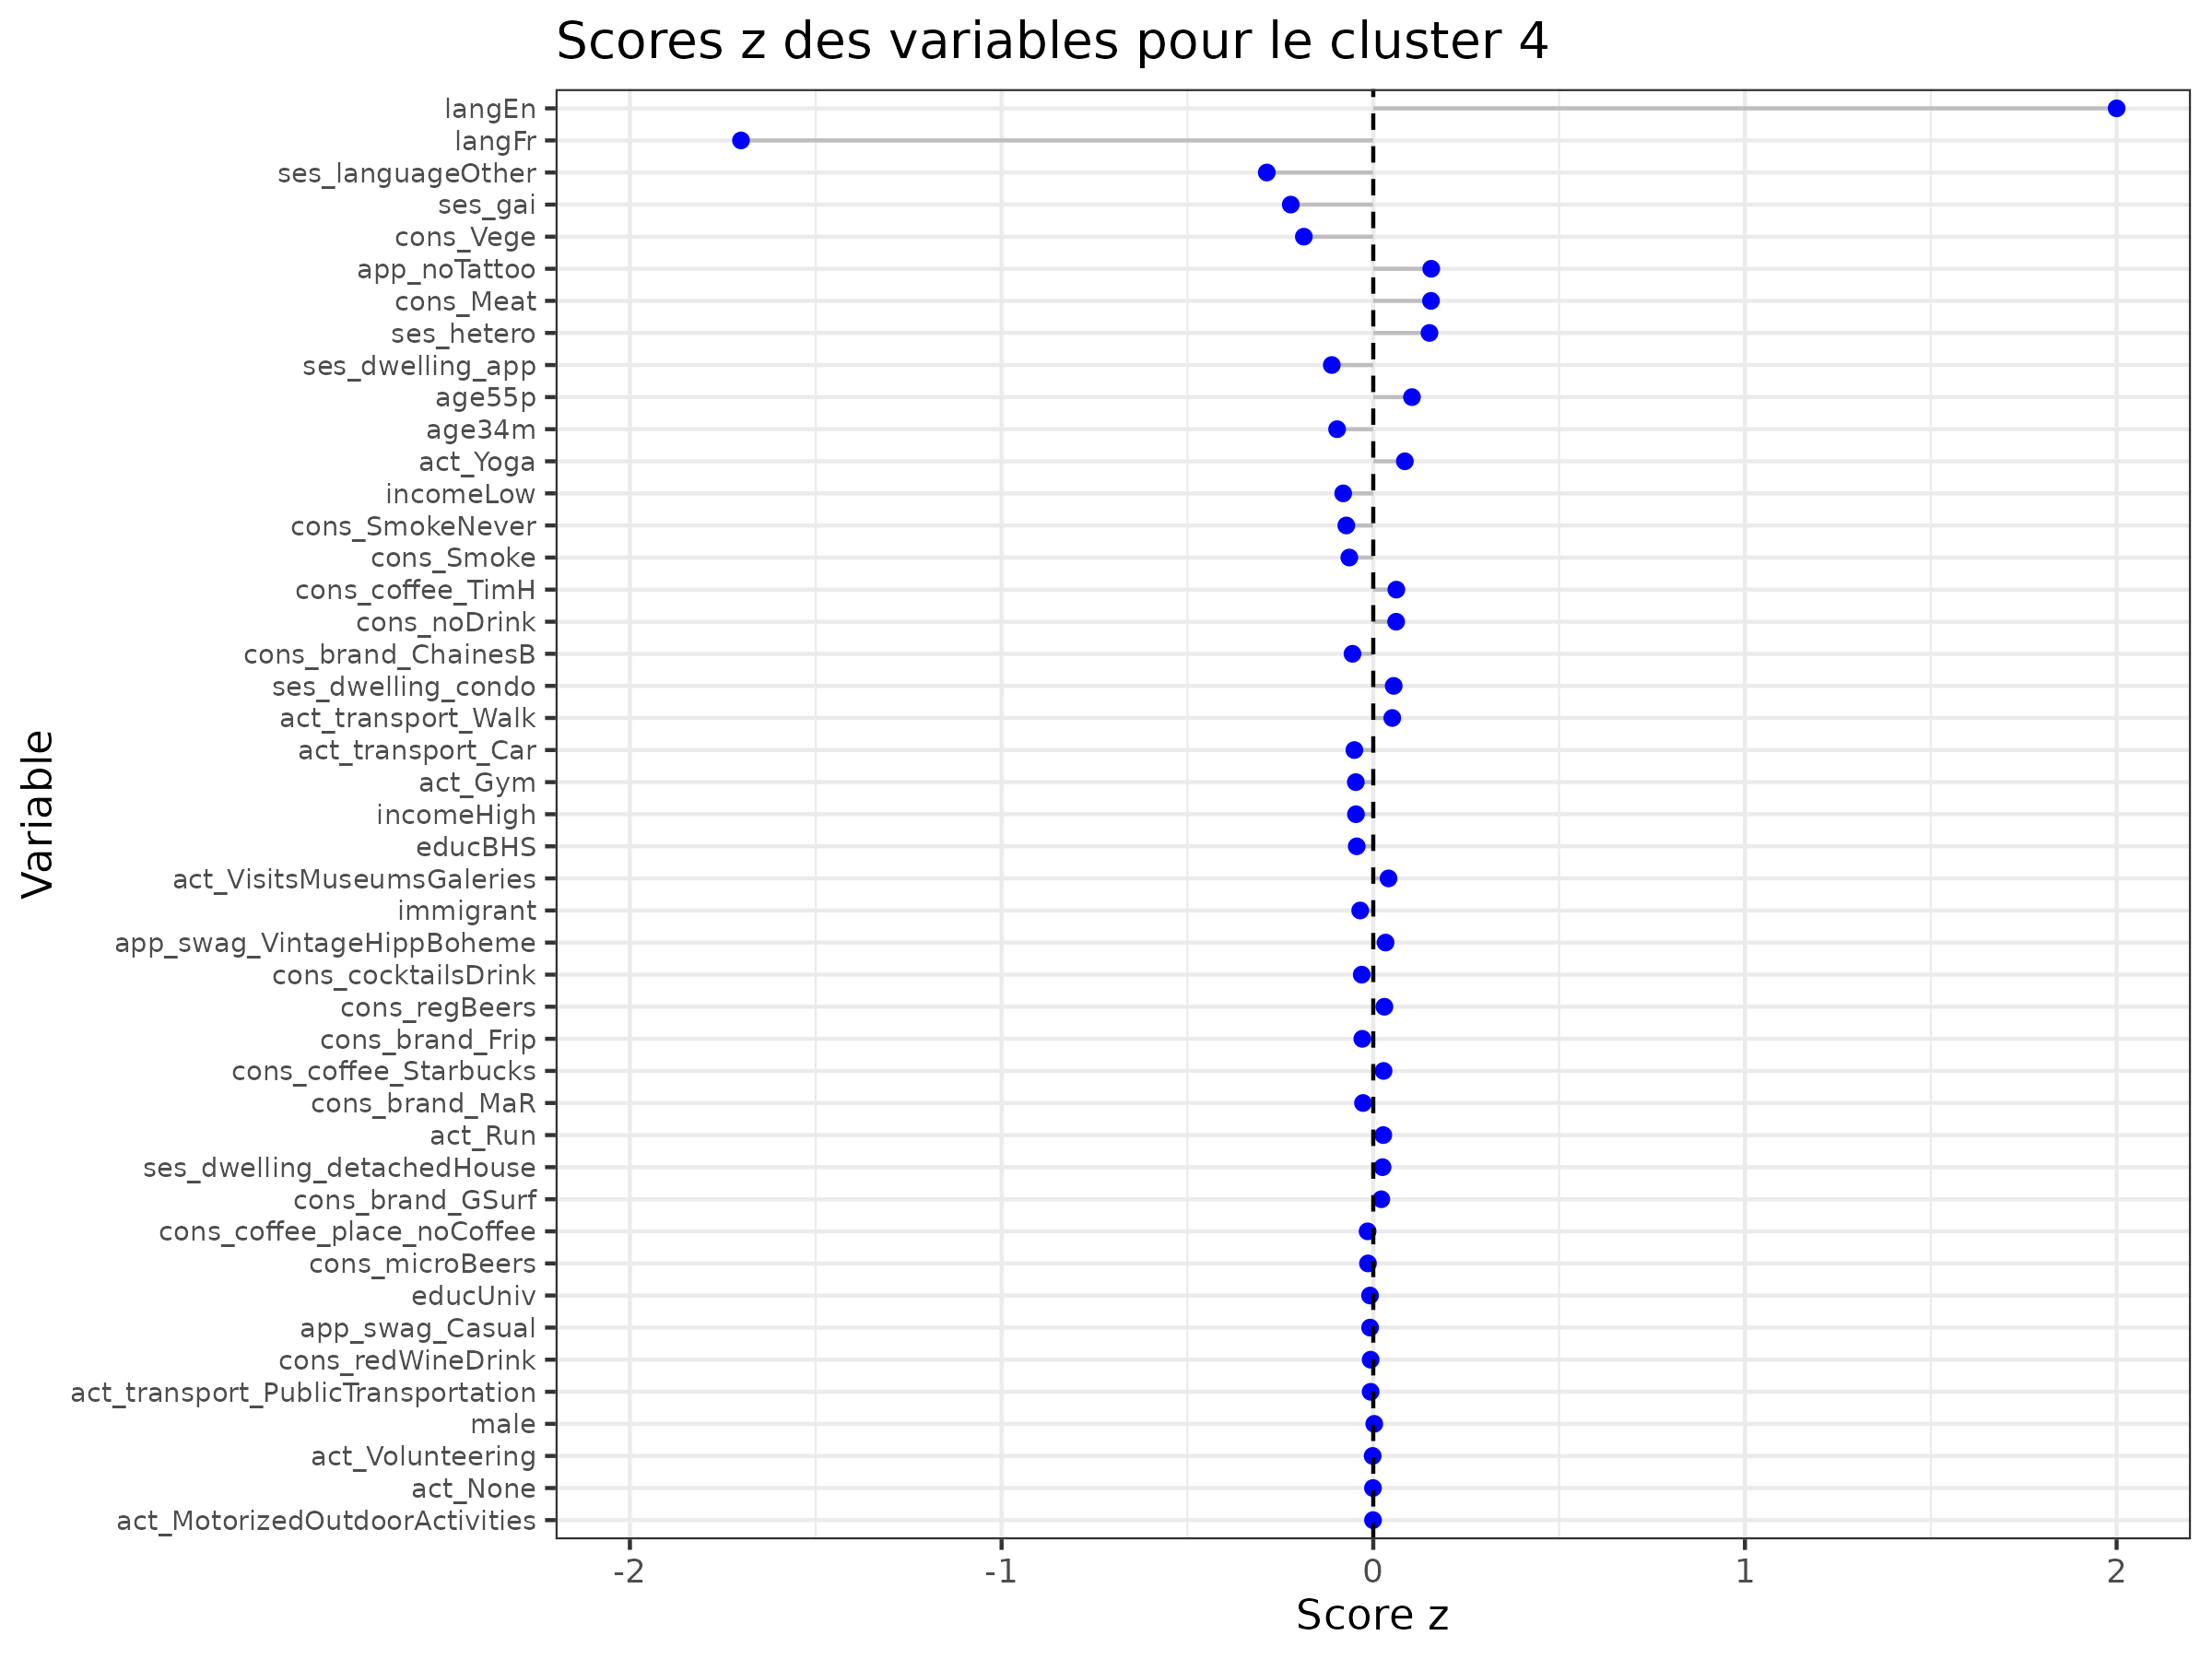 Scores z des variables pour le cluster 4
langEn
langFr
ses_languageOther
ses_gai
cons_Vege
app_noTattoo
cons_Meat
ses_hetero
ses_dwelling_app
age55p
age34m
act_Yoga
incomeLow
cons_SmokeNever
cons_Smoke
cons_coffee_TimH
cons_noDrink
cons_brand_ChainesB
ses_dwelling_condo
act_transport_Walk
act_transport_Car
act_Gym
incomeHigh
educBHS
act_VisitsMuseumsGaleries
immigrant
app_swag_VintageHippBoheme
cons_cocktailsDrink
cons_regBeers
cons_brand_Frip
cons_coffee_Starbucks
cons_brand_MaR
act_Run
ses_dwelling_detachedHouse
cons_brand_GSurf
cons_coffee_place_noCoffee
cons_microBeers
educUniv
app_swag_Casual
cons_redWineDrink
act_transport_PublicTransportation
male
act_Volunteering
act_None
act_MotorizedOutdoorActivities
Variable
-2 -1 0 1 2
Score z